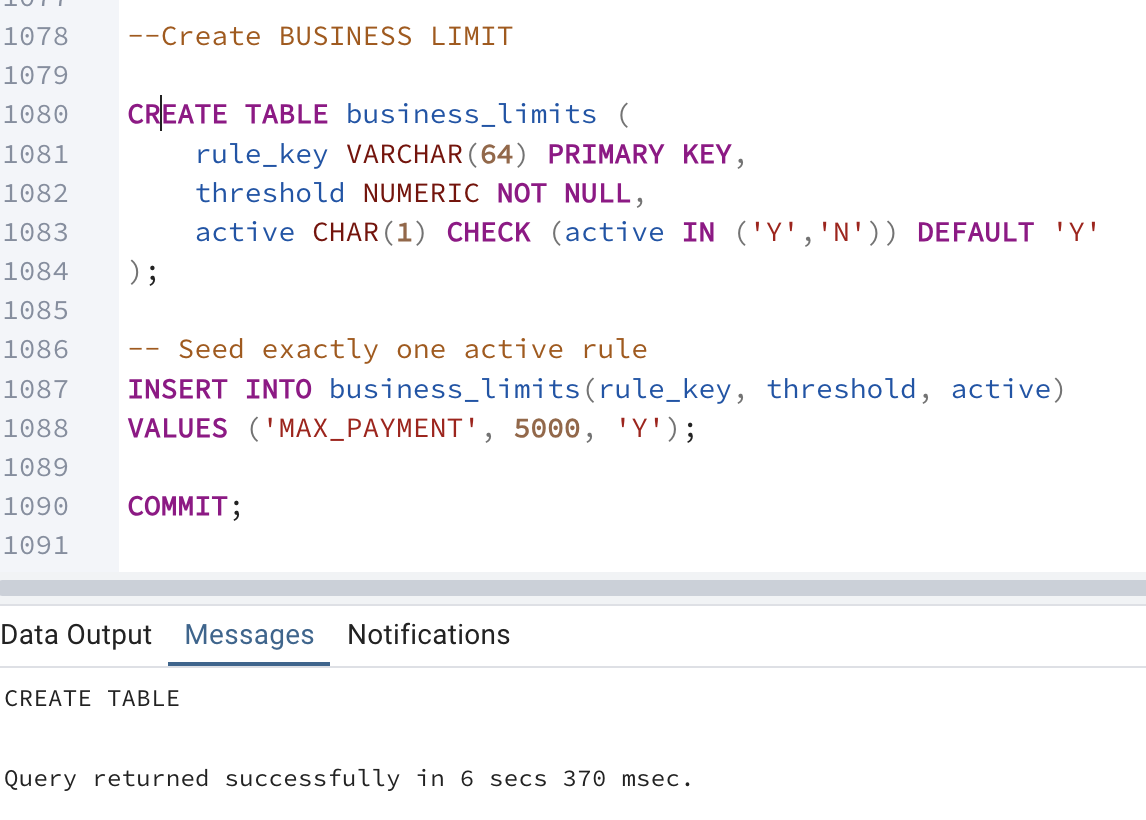 1077
1078 --Create BUSINESS LIMIT
1079
1080 CREATE TABLE business_limits (
1081     rule_key VARCHAR(64) PRIMARY KEY,
1082     threshold NUMERIC NOT NULL,
1083     active CHAR(1) CHECK (active IN ('Y','N')) DEFAULT 'Y'
1084 );
1085
1086 -- Seed exactly one active rule
1087 INSERT INTO business_limits(rule_key, threshold, active)
1088 VALUES ('MAX_PAYMENT', 5000, 'Y');
1089
1090 COMMIT;
1091
Data Output Messages Notifications
CREATE TABLE
Query returned successfully in 6 secs 370 msec.